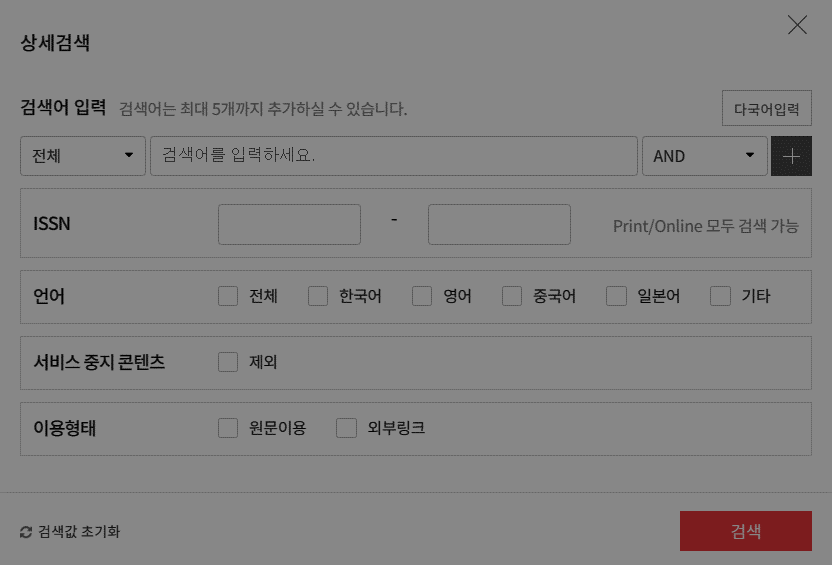 상세검색
검색어 입력 검색어는 최대 5개까지 추가하실 수 있습니다. 다국어입력
전체 검색어를 입력하세요. AND
ISSN - Print/Online 모두 검색 가능
언어 전체 한국어 영어 중국어 일본어 기타
서비스 중지 콘텐츠 제외
이용형태 원문이용 외부링크
검색값 초기화 검색